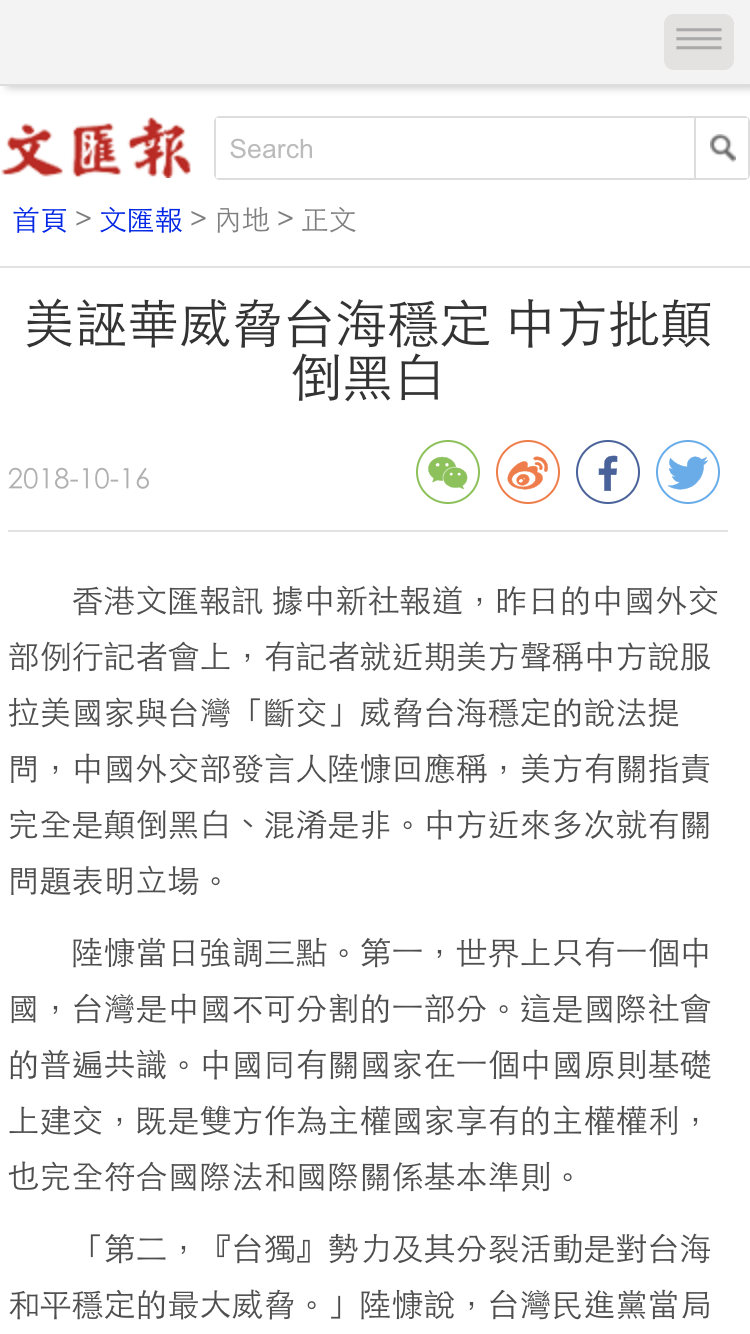 文匯報
Search
首頁 > 文匯報 > 內地 > 正文
美誣華威脅台海穩定 中方批顛
倒黑白
2018-10-16
香港文匯報訊 據中新社報道，昨日的中國外交
部例行記者會上，有記者就近期美方聲稱中方說服
拉美國家與台灣「斷交」威脅台海穩定的說法提
問，中國外交部發言人陸慷回應稱，美方有關指責
完全是顛倒黑白、混淆是非。中方近來多次就有關
問題表明立場。
陸慷當日強調三點。第一，世界上只有一個中
國，台灣是中國不可分割的一部分。這是國際社會
的普遍共識。中國同有關國家在一個中國原則基礎
上建交，既是雙方作為主權國家享有的主權權利，
也完全符合國際法和國際關係基本準則。
「第二，『台獨』勢力及其分裂活動是對台海
和平穩定的最大威脅。」陸慷說，台灣民進黨當局